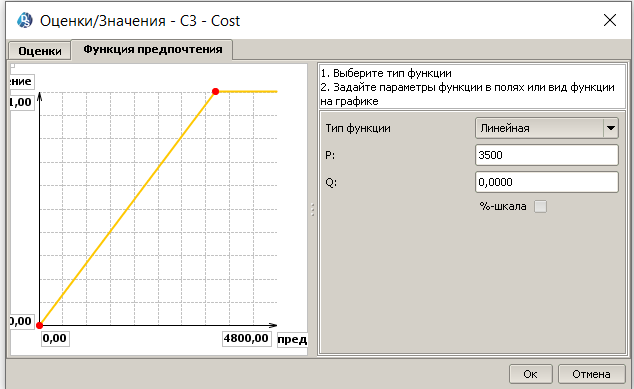 Оценки/Значения - C3 - Cost
Оценки
Функция предпочтения
ение
1,00
0,00
0,00
4800,00
пред
1. Выберите тип функции
2. Задайте параметры функции в полях или вид функции
на графике
Тип функции
Линейная
P:
3500
Q:
0,0000
%-шкала
Ок
Отмена